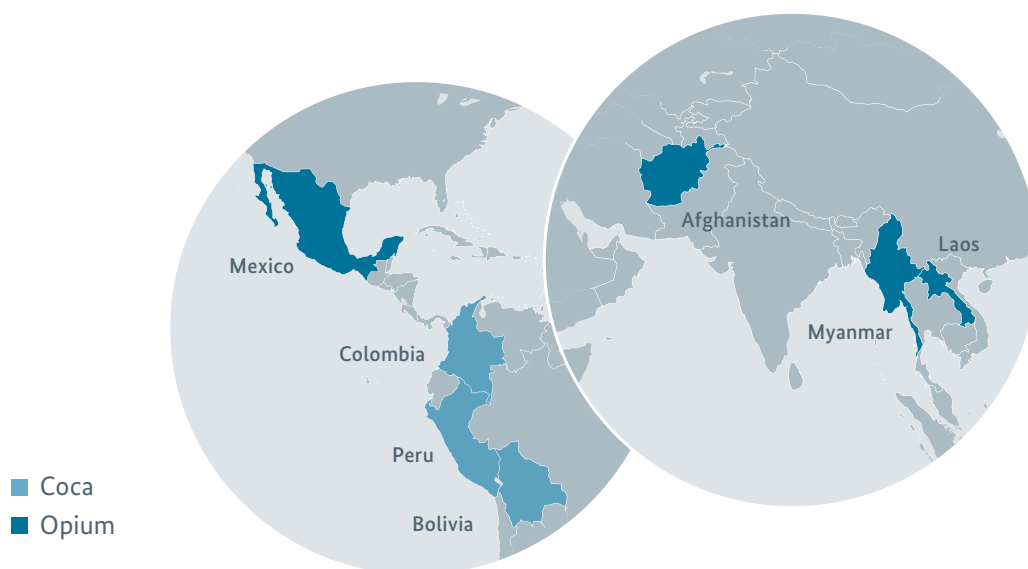 Mexico
Colombia
Peru
Bolivia
Afghanistan
Laos
Myanmar
Coca
Opium